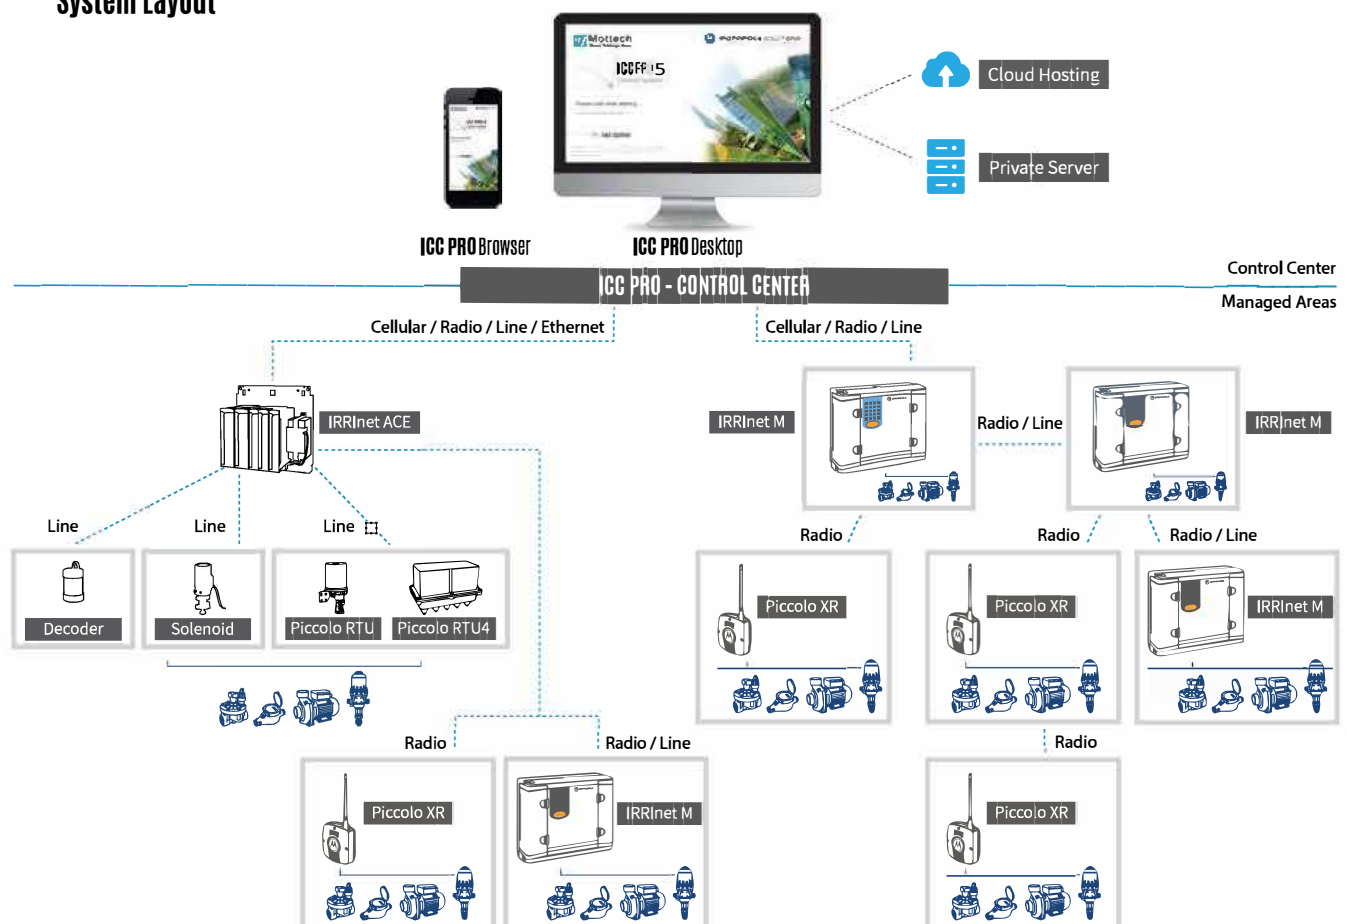 System Layout
Mottech
MOTOROLA SOLUTIONS
Cloud Hosting
Private Server
ICC PRO Browser
ICC PRO Desktop
ICC PRO - CONTROL CENTER
Control Center
Managed Areas
Cellular / Radio / Line / Ethernet
Cellular / Radio / Line
IRRInet ACE
IRRInet M
Radio / Line
IRRInet M
Line
Line
Line
Radio
Radio
Radio / Line
Decoder
Solenoid
Piccolo RTU
Piccolo RTU4
Piccolo XR
Piccolo XR
IRRInet M
Radio
Radio / Line
Radio
Piccolo XR
IRRInet M
Piccolo XR